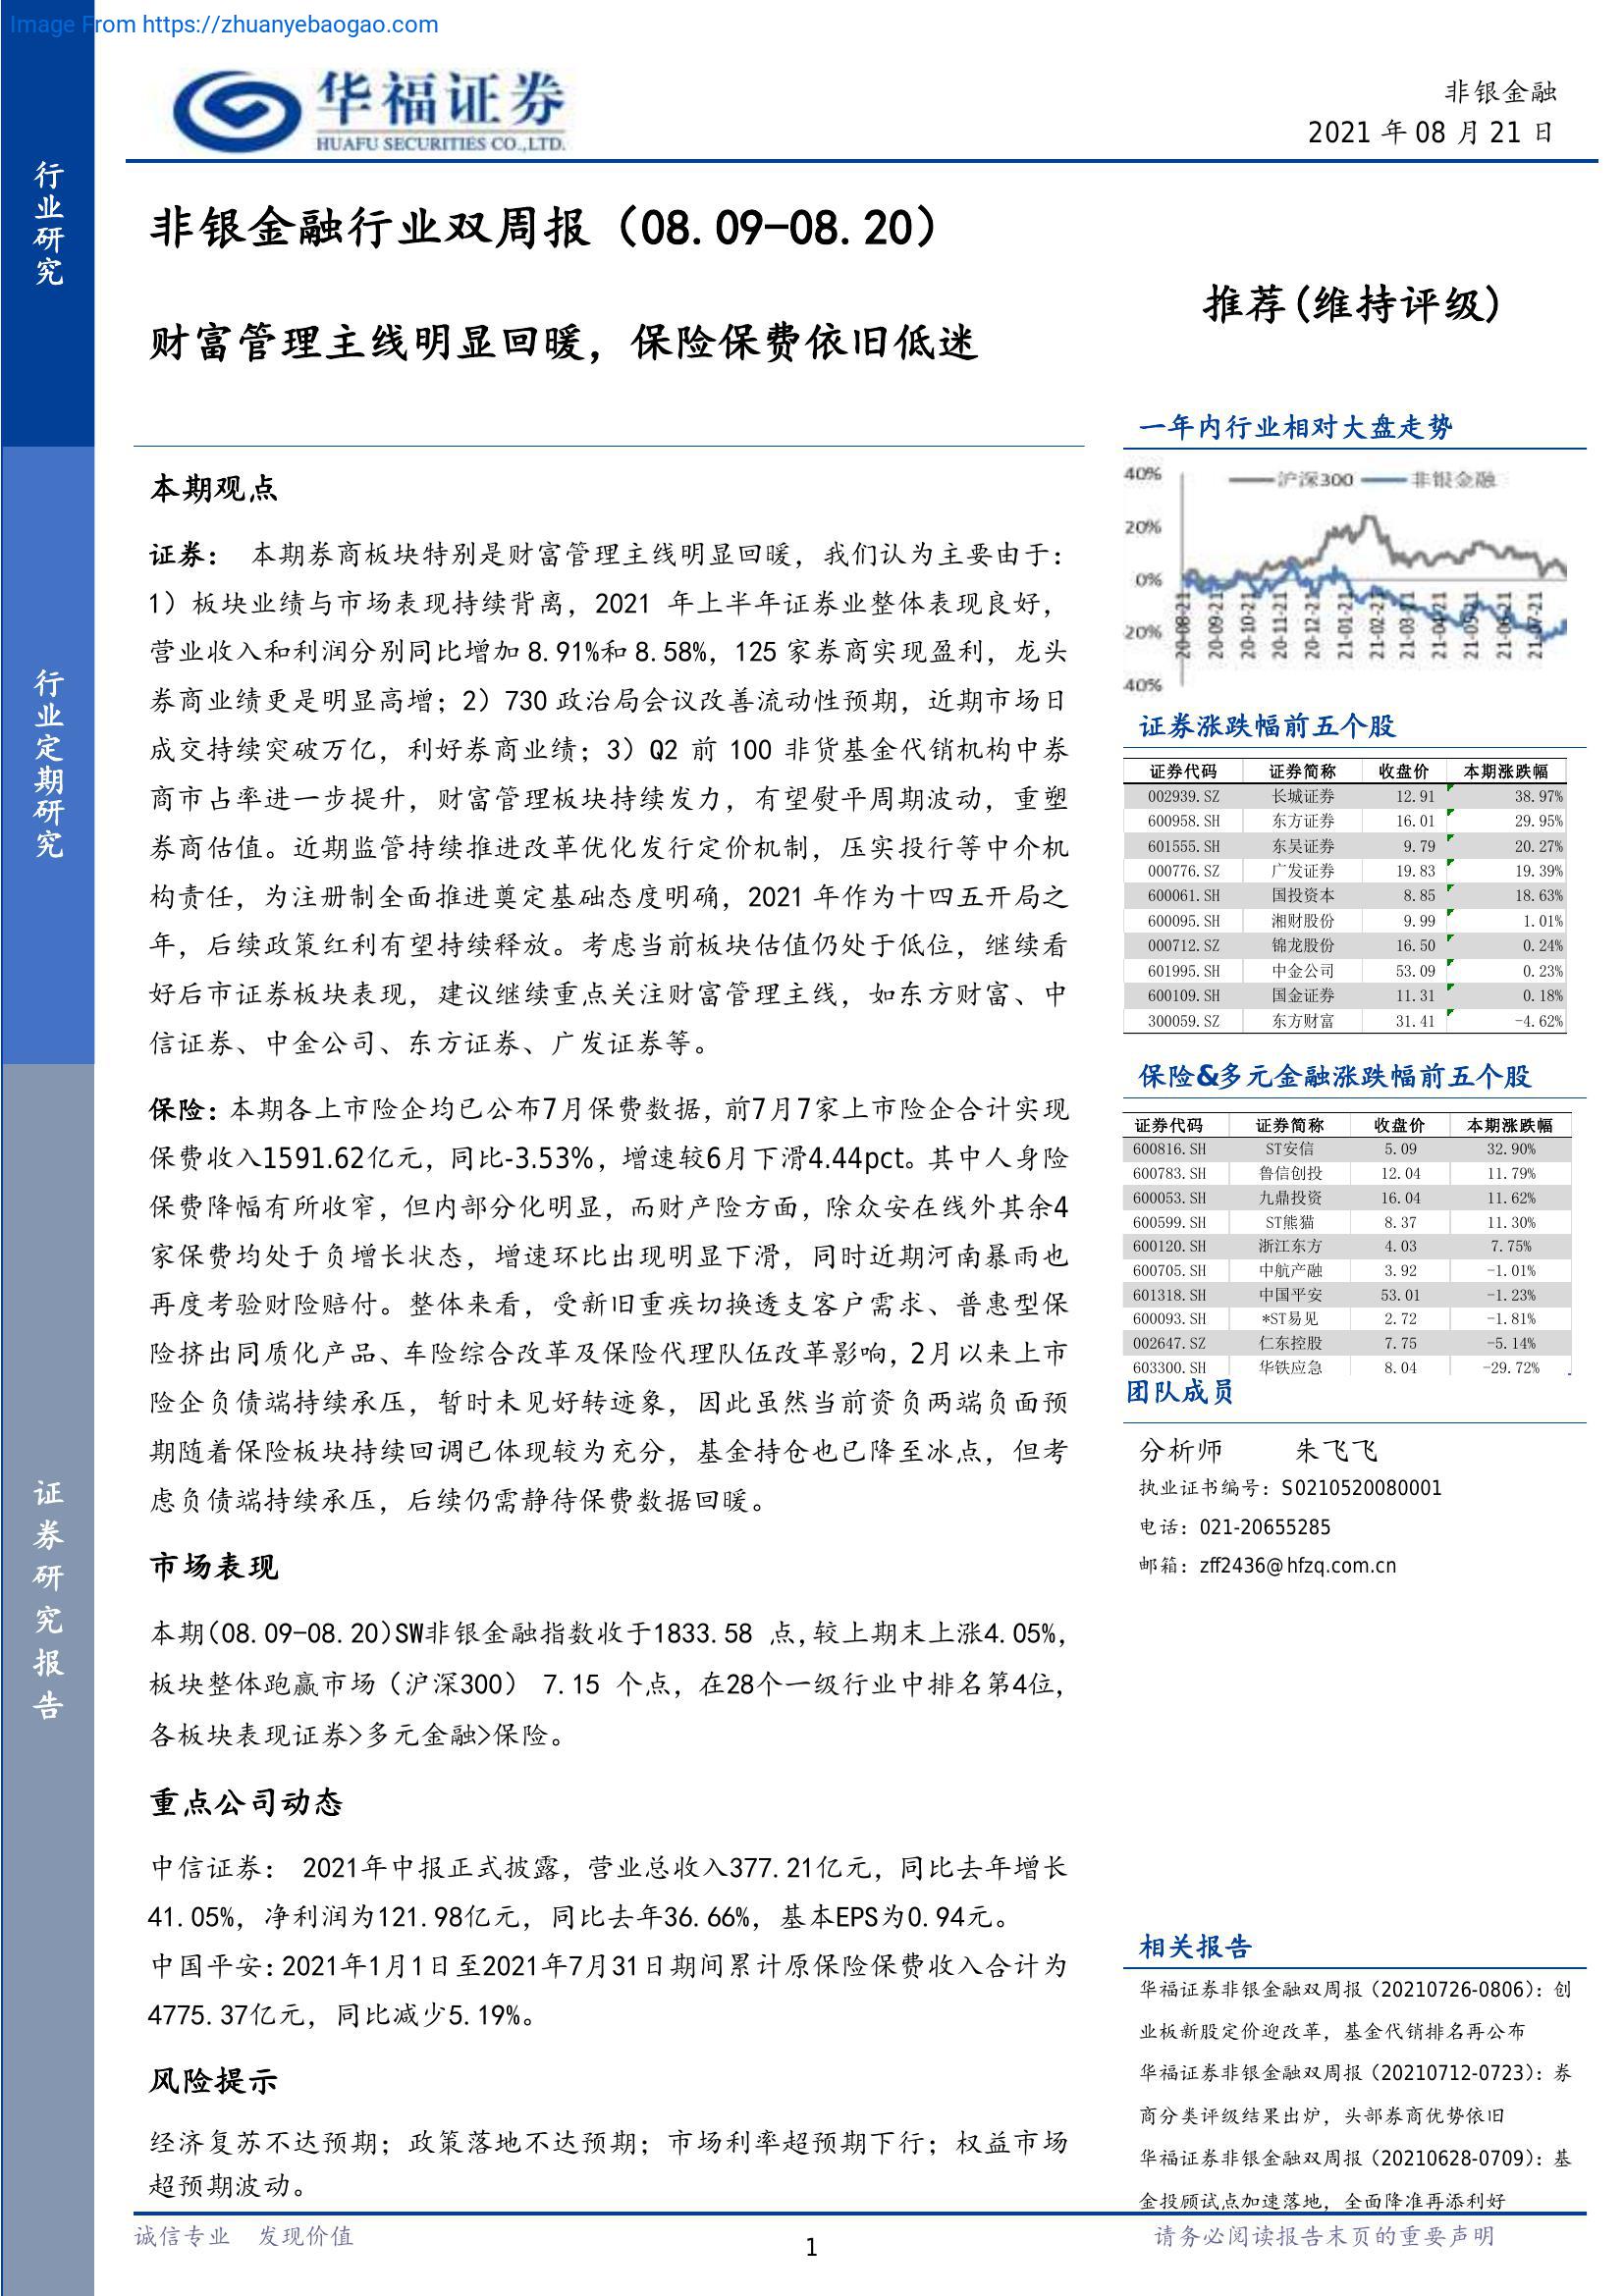 Image From https://zhuanyebaogao.com
华福证券
HUAFU SECURITIES CO.,LTD.
非银金融
2021 年 08 月 21 日
行业研究
行业定期研究
证券研究报告
非银金融行业双周报（08.09-08.20）
财富管理主线明显回暖，保险保费依旧低迷
推荐(维持评级)
本期观点
证券： 本期券商板块特别是财富管理主线明显回暖，我们认为主要由于：
1）板块业绩与市场表现持续背离，2021 年上半年证券业整体表现良好，
营业收入和利润分别同比增加 8.91%和 8.58%，125 家券商实现盈利，龙头
券商业绩更是明显高增；2）730 政治局会议改善流动性预期，近期市场日
成交持续突破万亿，利好券商业绩；3）Q2 前 100 非货基金代销机构中券
商市占率进一步提升，财富管理板块持续发力，有望熨平周期波动，重塑
券商估值。近期监管持续推进改革优化发行定价机制，压实投行等中介机
构责任，为注册制全面推进奠定基础态度明确，2021 年作为十四五开局之
年，后续政策红利有望持续释放。考虑当前板块估值仍处于低位，继续看
好后市证券板块表现，建议继续重点关注财富管理主线，如东方财富、中
信证券、中金公司、东方证券、广发证券等。
保险：本期各上市险企均已公布7月保费数据，前7月7家上市险企合计实现
保费收入1591.62亿元，同比-3.53%，增速较6月下滑4.44pct。其中人身险
保费降幅有所收窄，但内部分化明显，而财产险方面，除众安在线外其余4
家保费均处于负增长状态，增速环比出现明显下滑，同时近期河南暴雨也
再度考验财险赔付。整体来看，受新旧重疾切换透支客户需求、普惠型保
险挤出同质化产品、车险综合改革及保险代理队伍改革影响，2月以来上市
险企负债端持续承压，暂时未见好转迹象，因此虽然当前资负两端负面预
期随着保险板块持续回调已体现较为充分，基金持仓也已降至冰点，但考
虑负债端持续承压，后续仍需静待保费数据回暖。
市场表现
本期(08.09-08.20)SW非银金融指数收于1833.58 点,较上期末上涨4.05%,
板块整体跑赢市场（沪深300） 7.15 个点，在28个一级行业中排名第4位,
各板块表现证券>多元金融>保险。
重点公司动态
中信证券： 2021年中报正式披露，营业总收入377.21亿元，同比去年增长
41.05%，净利润为121.98亿元，同比去年36.66%，基本EPS为0.94元。
中国平安:2021年1月1日至2021年7月31日期间累计原保险保费收入合计为
4775.37亿元，同比减少5.19%。
风险提示
经济复苏不达预期；政策落地不达预期；市场利率超预期下行；权益市场
超预期波动。
一年内行业相对大盘走势
沪深300 非银金融
40%
20%
0%
20%
40%
20-08-21 20-09-21 20-10-21 20-11-21 20-12-21 21-01-21 21-02-21 21-03-21 21-04-21 21-05-21 21-06-21 21-07-21
证券涨跌幅前五个股
证券代码 证券简称 收盘价 本期涨跌幅
002939.SZ 长城证券 12.91 38.97%
600958.SH 东方证券 16.01 29.95%
601555.SH 东吴证券 9.79 20.27%
000776.SZ 广发证券 19.83 19.39%
600061.SH 国投资本 8.85 18.63%
600095.SH 湘财股份 9.99 1.01%
000712.SZ 锦龙股份 16.50 0.24%
601995.SH 中金公司 53.09 0.23%
600109.SH 国金证券 11.31 0.18%
300059.SZ 东方财富 31.41 -4.62%
保险&多元金融涨跌幅前五个股
证券代码 证券简称 收盘价 本期涨跌幅
600816.SH ST安信 5.09 32.90%
600783.SH 鲁信创投 12.04 11.79%
600053.SH 九鼎投资 16.04 11.62%
600599.SH ST熊猫 8.37 11.30%
600120.SH 浙江东方 4.03 7.75%
600705.SH 中航产融 3.92 -1.01%
601318.SH 中国平安 53.01 -1.23%
600093.SH *ST易见 2.72 -1.81%
002647.SZ 仁东控股 7.75 -5.14%
603300.SH 华铁应急 8.04 -29.72%
团队成员
分析师 朱飞飞
执业证书编号：S0210520080001
电话：021-20655285
邮箱：zff2436@hfzq.com.cn
相关报告
华福证券非银金融双周报（20210726-0806）：创
业板新股定价迎改革，基金代销排名再公布
华福证券非银金融双周报（20210712-0723）：券
商分类评级结果出炉，头部券商优势依旧
华福证券非银金融双周报（20210628-0709）：基
金投顾试点加速落地，全面降准再添利好
诚信专业 发现价值
1
请务必阅读报告末页的重要声明